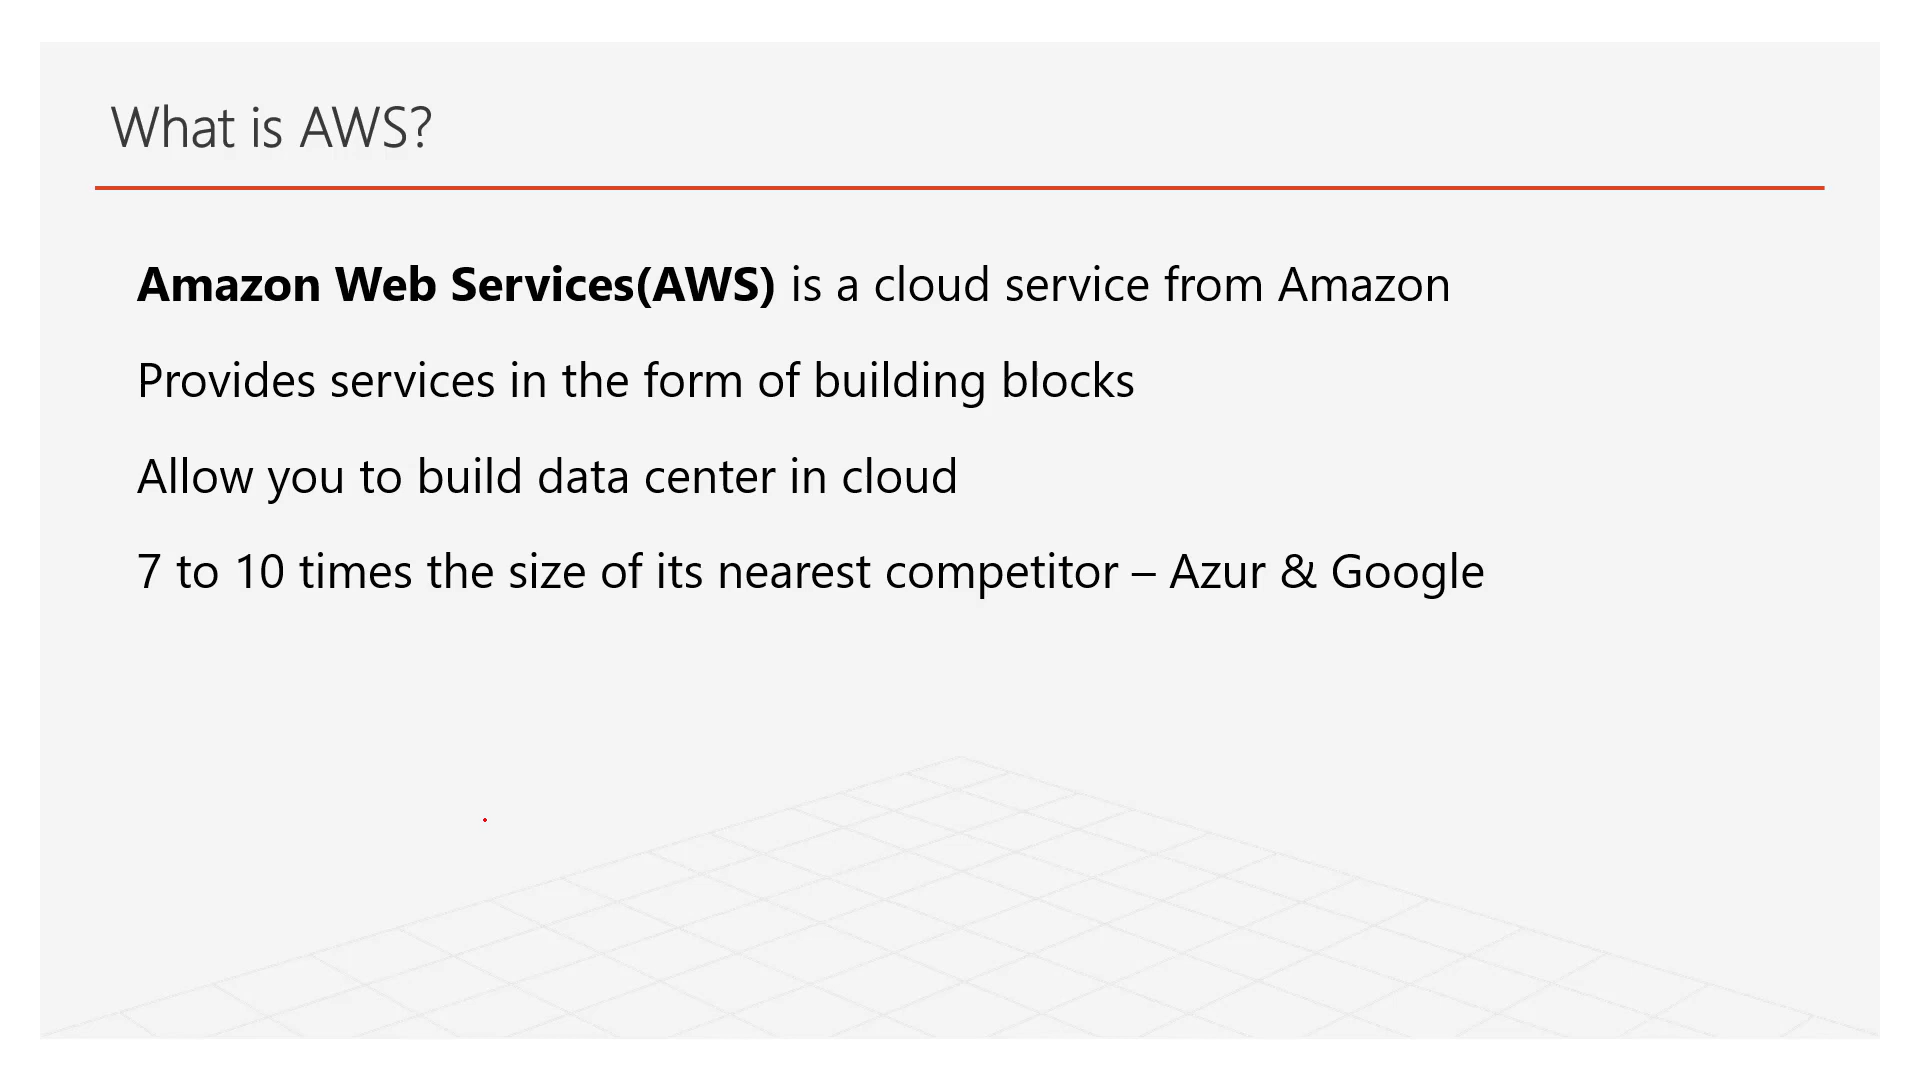 What is AWS?
Amazon Web Services(AWS) is a cloud service from Amazon
Provides services in the form of building blocks
Allow you to build data center in cloud
7 to 10 times the size of its nearest competitor – Azur & Google